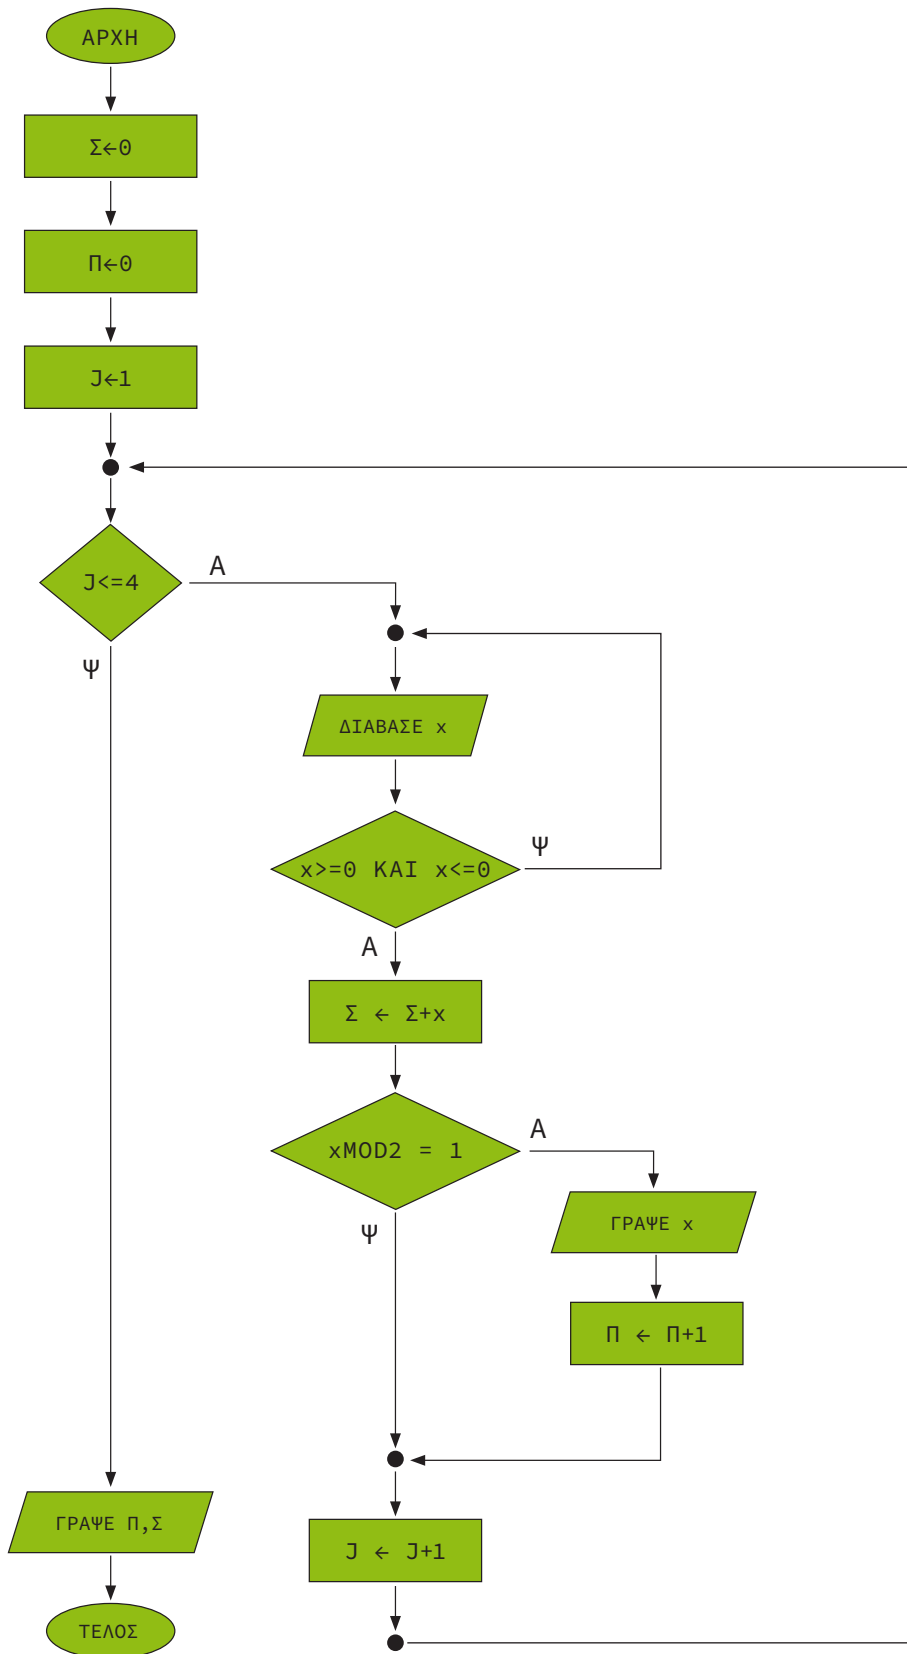 ΑΡΧΗ
Σ←0
Π←0
J←1
J<=4
Α
Ψ
ΔΙΑΒΑΣΕ x
x>=0 ΚΑΙ x<=0
Ψ
Α
Σ ← Σ+x
xMOD2 = 1
Α
Ψ
ΓΡΑΨΕ x
Π ← Π+1
ΓΡΑΨΕ Π,Σ
J ← J+1
ΤΕΛΟΣ